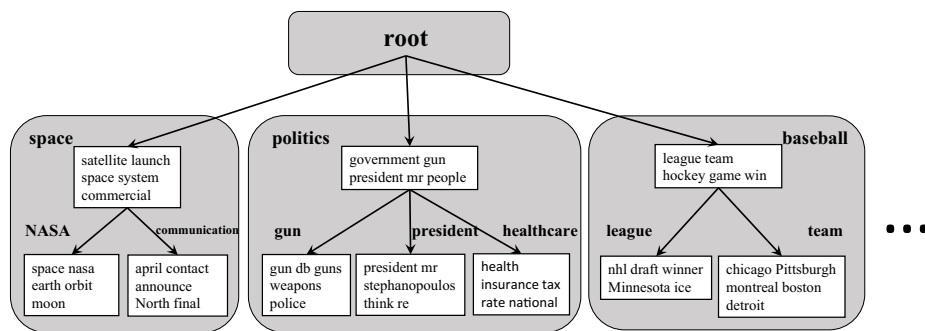 root
space
satellite launch
space system
commercial
NASA
communication
space nasa
earth orbit
moon
april contact
announce
North final
politics
government gun
president mr people
gun
president
healthcare
gun db guns
weapons
police
president mr
stephanopoulos
think re
health
insurance tax
rate national
baseball
league team
hockey game win
league
team
nhl draft winner
Minnesota ice
chicago Pittsburgh
montreal boston
detroit
...